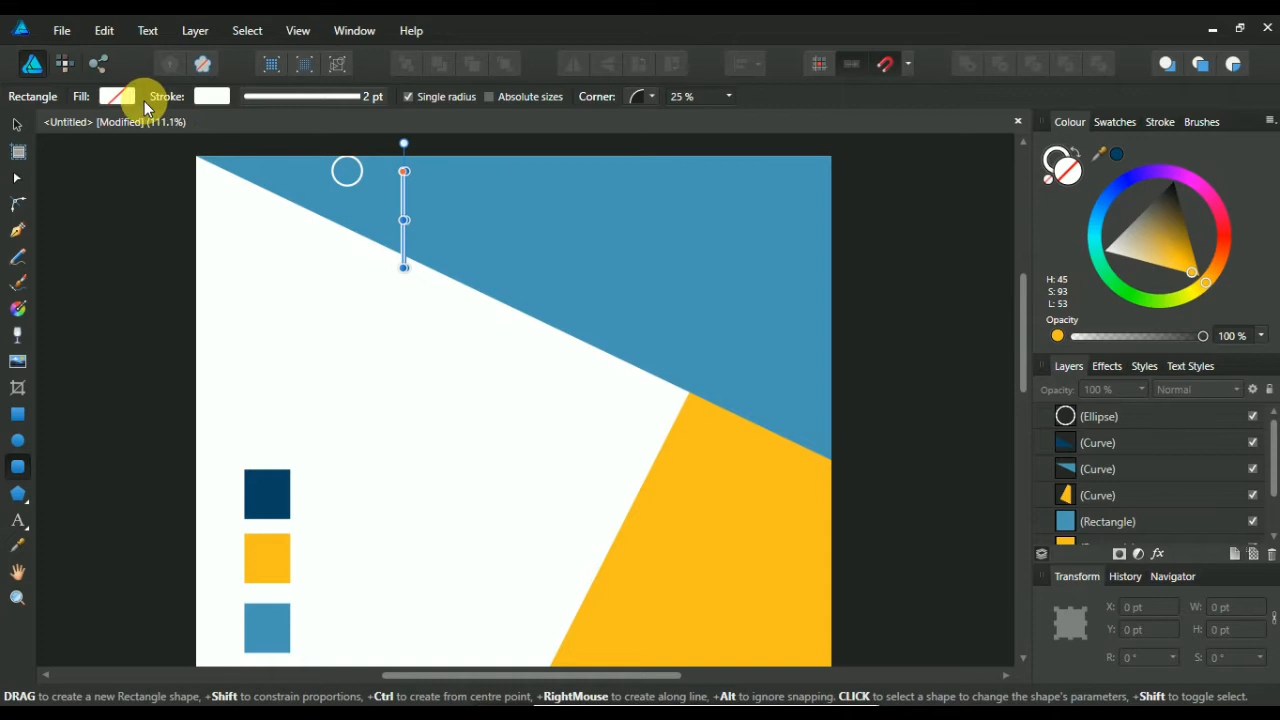 File Edit Text Layer Select View Window Help
Rectangle Fill: Stroke: 2 pt Single radius Absolute sizes Corner: 25 %
<Untitled> [Modified] (111.1%)
Colour Swatches Stroke Brushes
H: 45
S: 93
L: 53
Opacity
100 %
Layers Effects Styles Text Styles
Opacity: 100 % Normal
(Ellipse)
(Curve)
(Curve)
(Curve)
(Rectangle)
fx
Transform History Navigator
X: 0 pt W: 0 pt
Y: 0 pt H: 0 pt
R: 0 ° S: 0 °
A
DRAG to create a new Rectangle shape, +Shift to constrain proportions, +Ctrl to create from centre point, +RightMouse to create along line, +Alt to ignore snapping. CLICK to select a shape to change the shape's parameters, +Shift to toggle select.